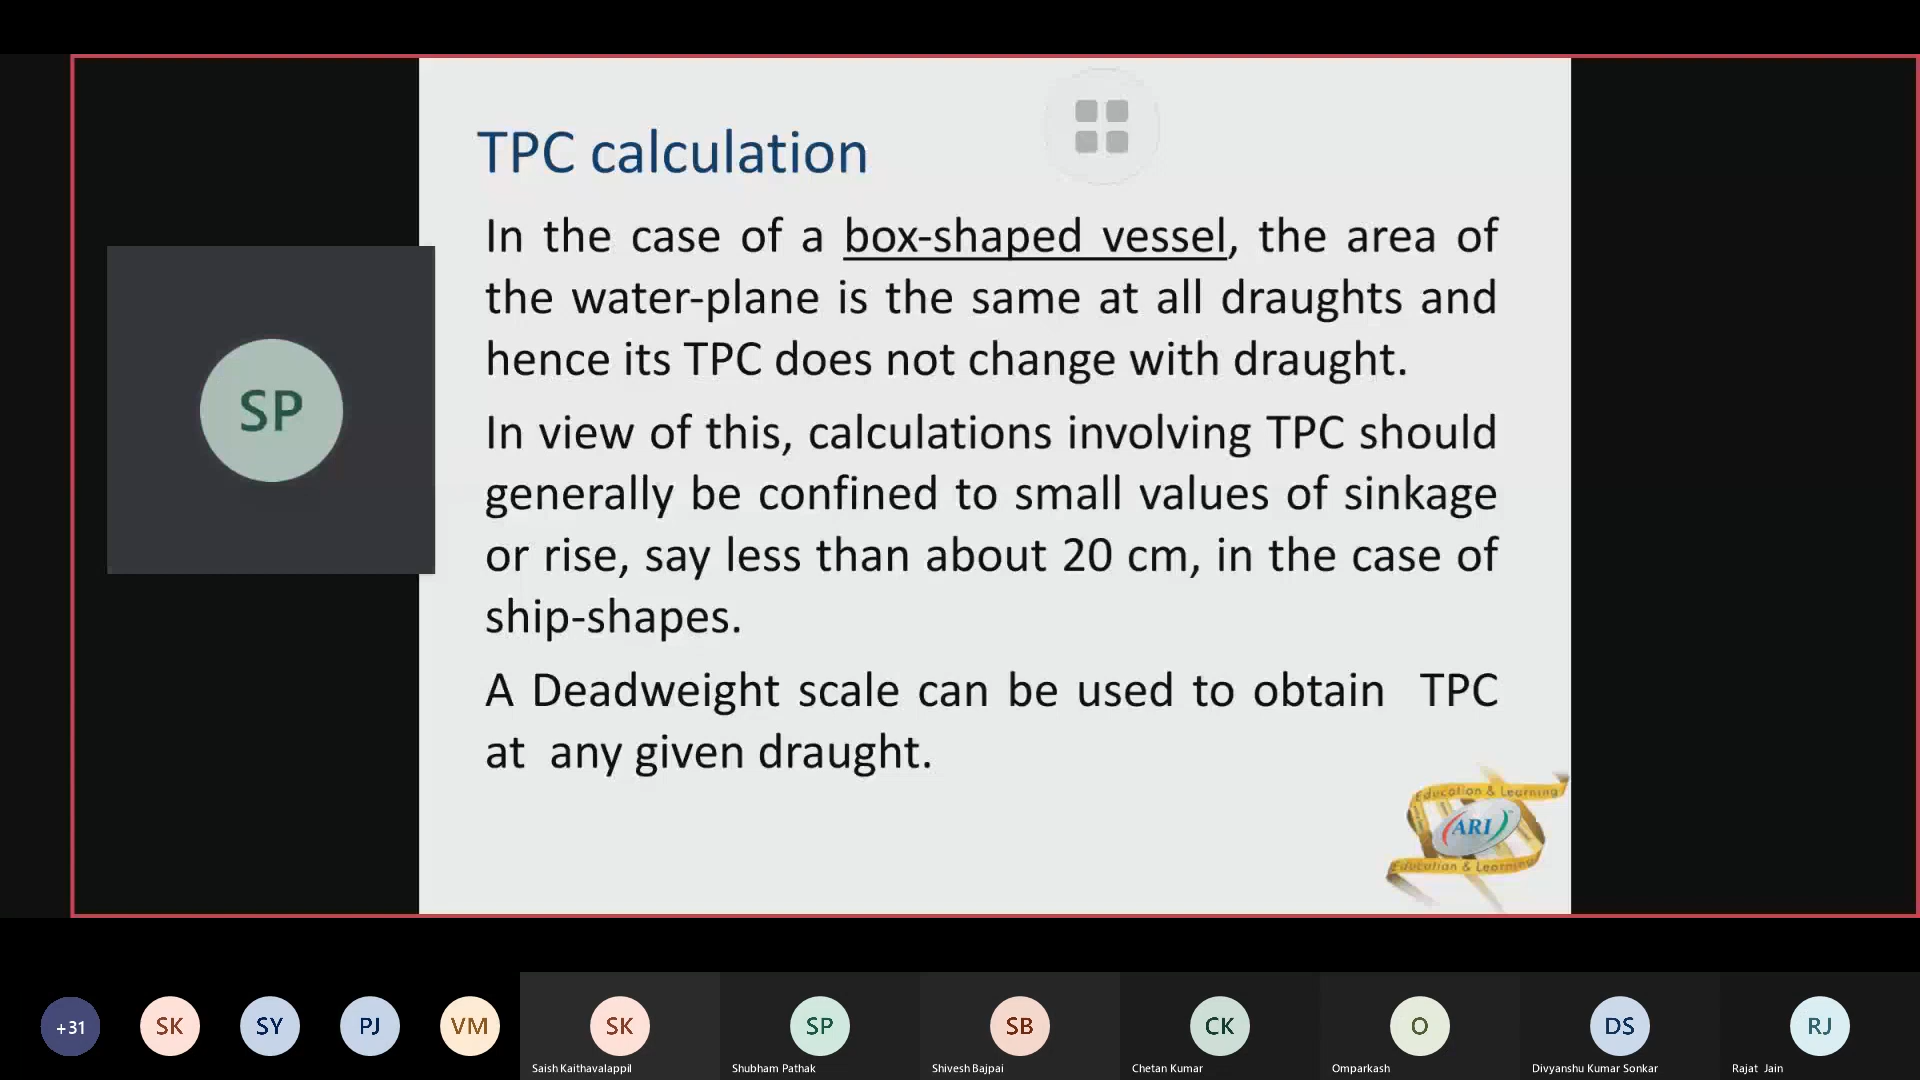 TPC calculation
In the case of a box-shaped vessel, the area of
the water-plane is the same at all draughts and
hence its TPC does not change with draught.
In view of this, calculations involving TPC should
generally be confined to small values of sinkage
or rise, say less than about 20 cm, in the case of
ship-shapes.
A Deadweight scale can be used to obtain TPC
at any given draught.
SP
Education & Learning
ARI
Education & Learning
+31
SK
SY
PJ
VM
SK
SP
SB
CK
O
DS
RJ
Saish Kaithavalappil
Shubham Pathak
Shivesh Bajpai
Chetan Kumar
Omparkash
Divyanshu Kumar Sonkar
Rajat Jain